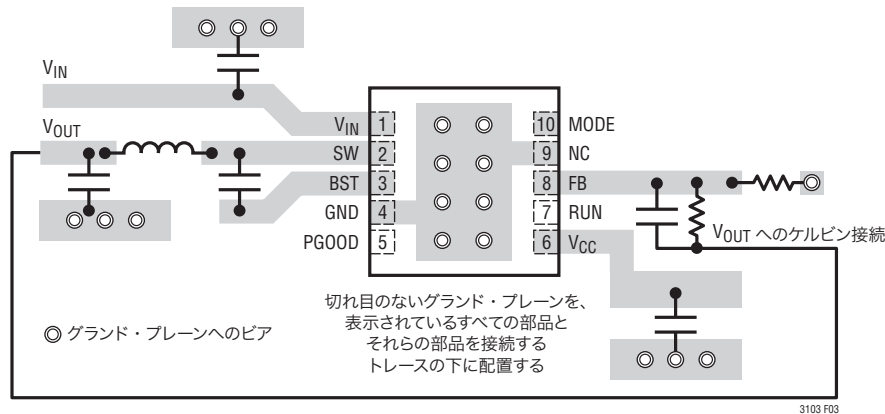 VIN
VOUT
VIN 1
SW 2
BST 3
GND 4
PGOOD 5
10 MODE
9 NC
8 FB
7 RUN
6 VCC
VOUT へのケルビン接続
切れ目のないグランド・プレーンを、
表示されているすべての部品と
それらの部品を接続する
トレースの下に配置する
グランド・プレーンへのビア
3103 F03